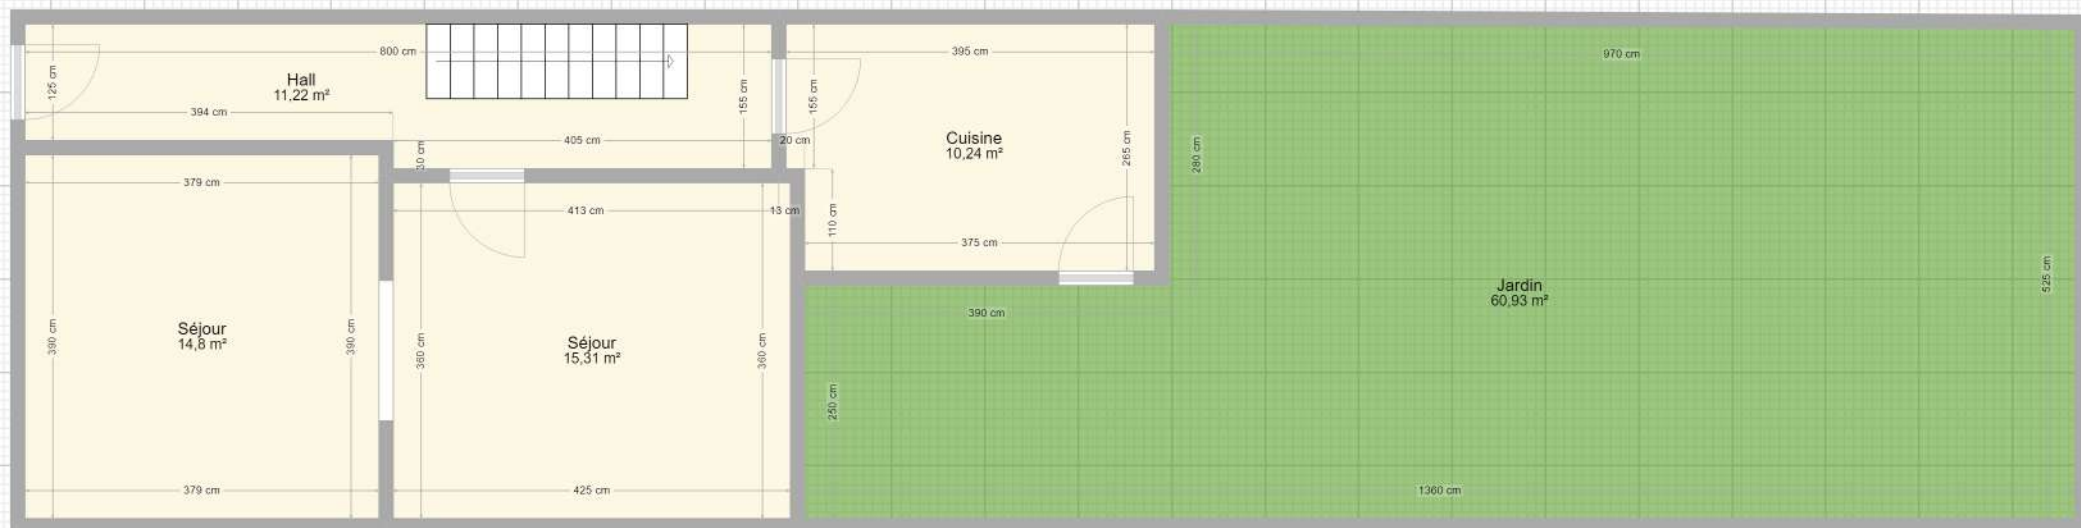 800 cm
395 cm
970 cm
125 cm
Hall
11,22 m²
155 cm
155 cm
394 cm
405 cm
20 cm
Cuisine
10,24 m²
265 cm
280 cm
30 cm
379 cm
413 cm
13 cm
110 cm
375 cm
525 cm
Jardin
60,93 m²
390 cm
390 cm
390 cm
Séjour
14,8 m²
360 cm
Séjour
15,31 m²
360 cm
250 cm
379 cm
425 cm
1360 cm